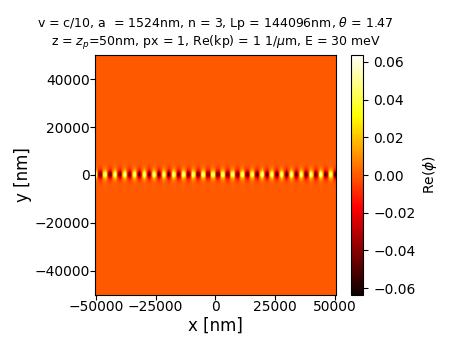 v = c/10, a  = 1524nm, n = 3, Lp = 144096nm, θ = 1.47
z = z_p=50nm, px = 1, Re(kp) = 1 1/μm, E = 30 meV
40000
20000
0
−20000
−40000
y [nm]
−50000 −25000 0 25000 50000
x [nm]
0.06
0.04
0.02
0.00
−0.02
−0.04
−0.06
Re(ϕ)